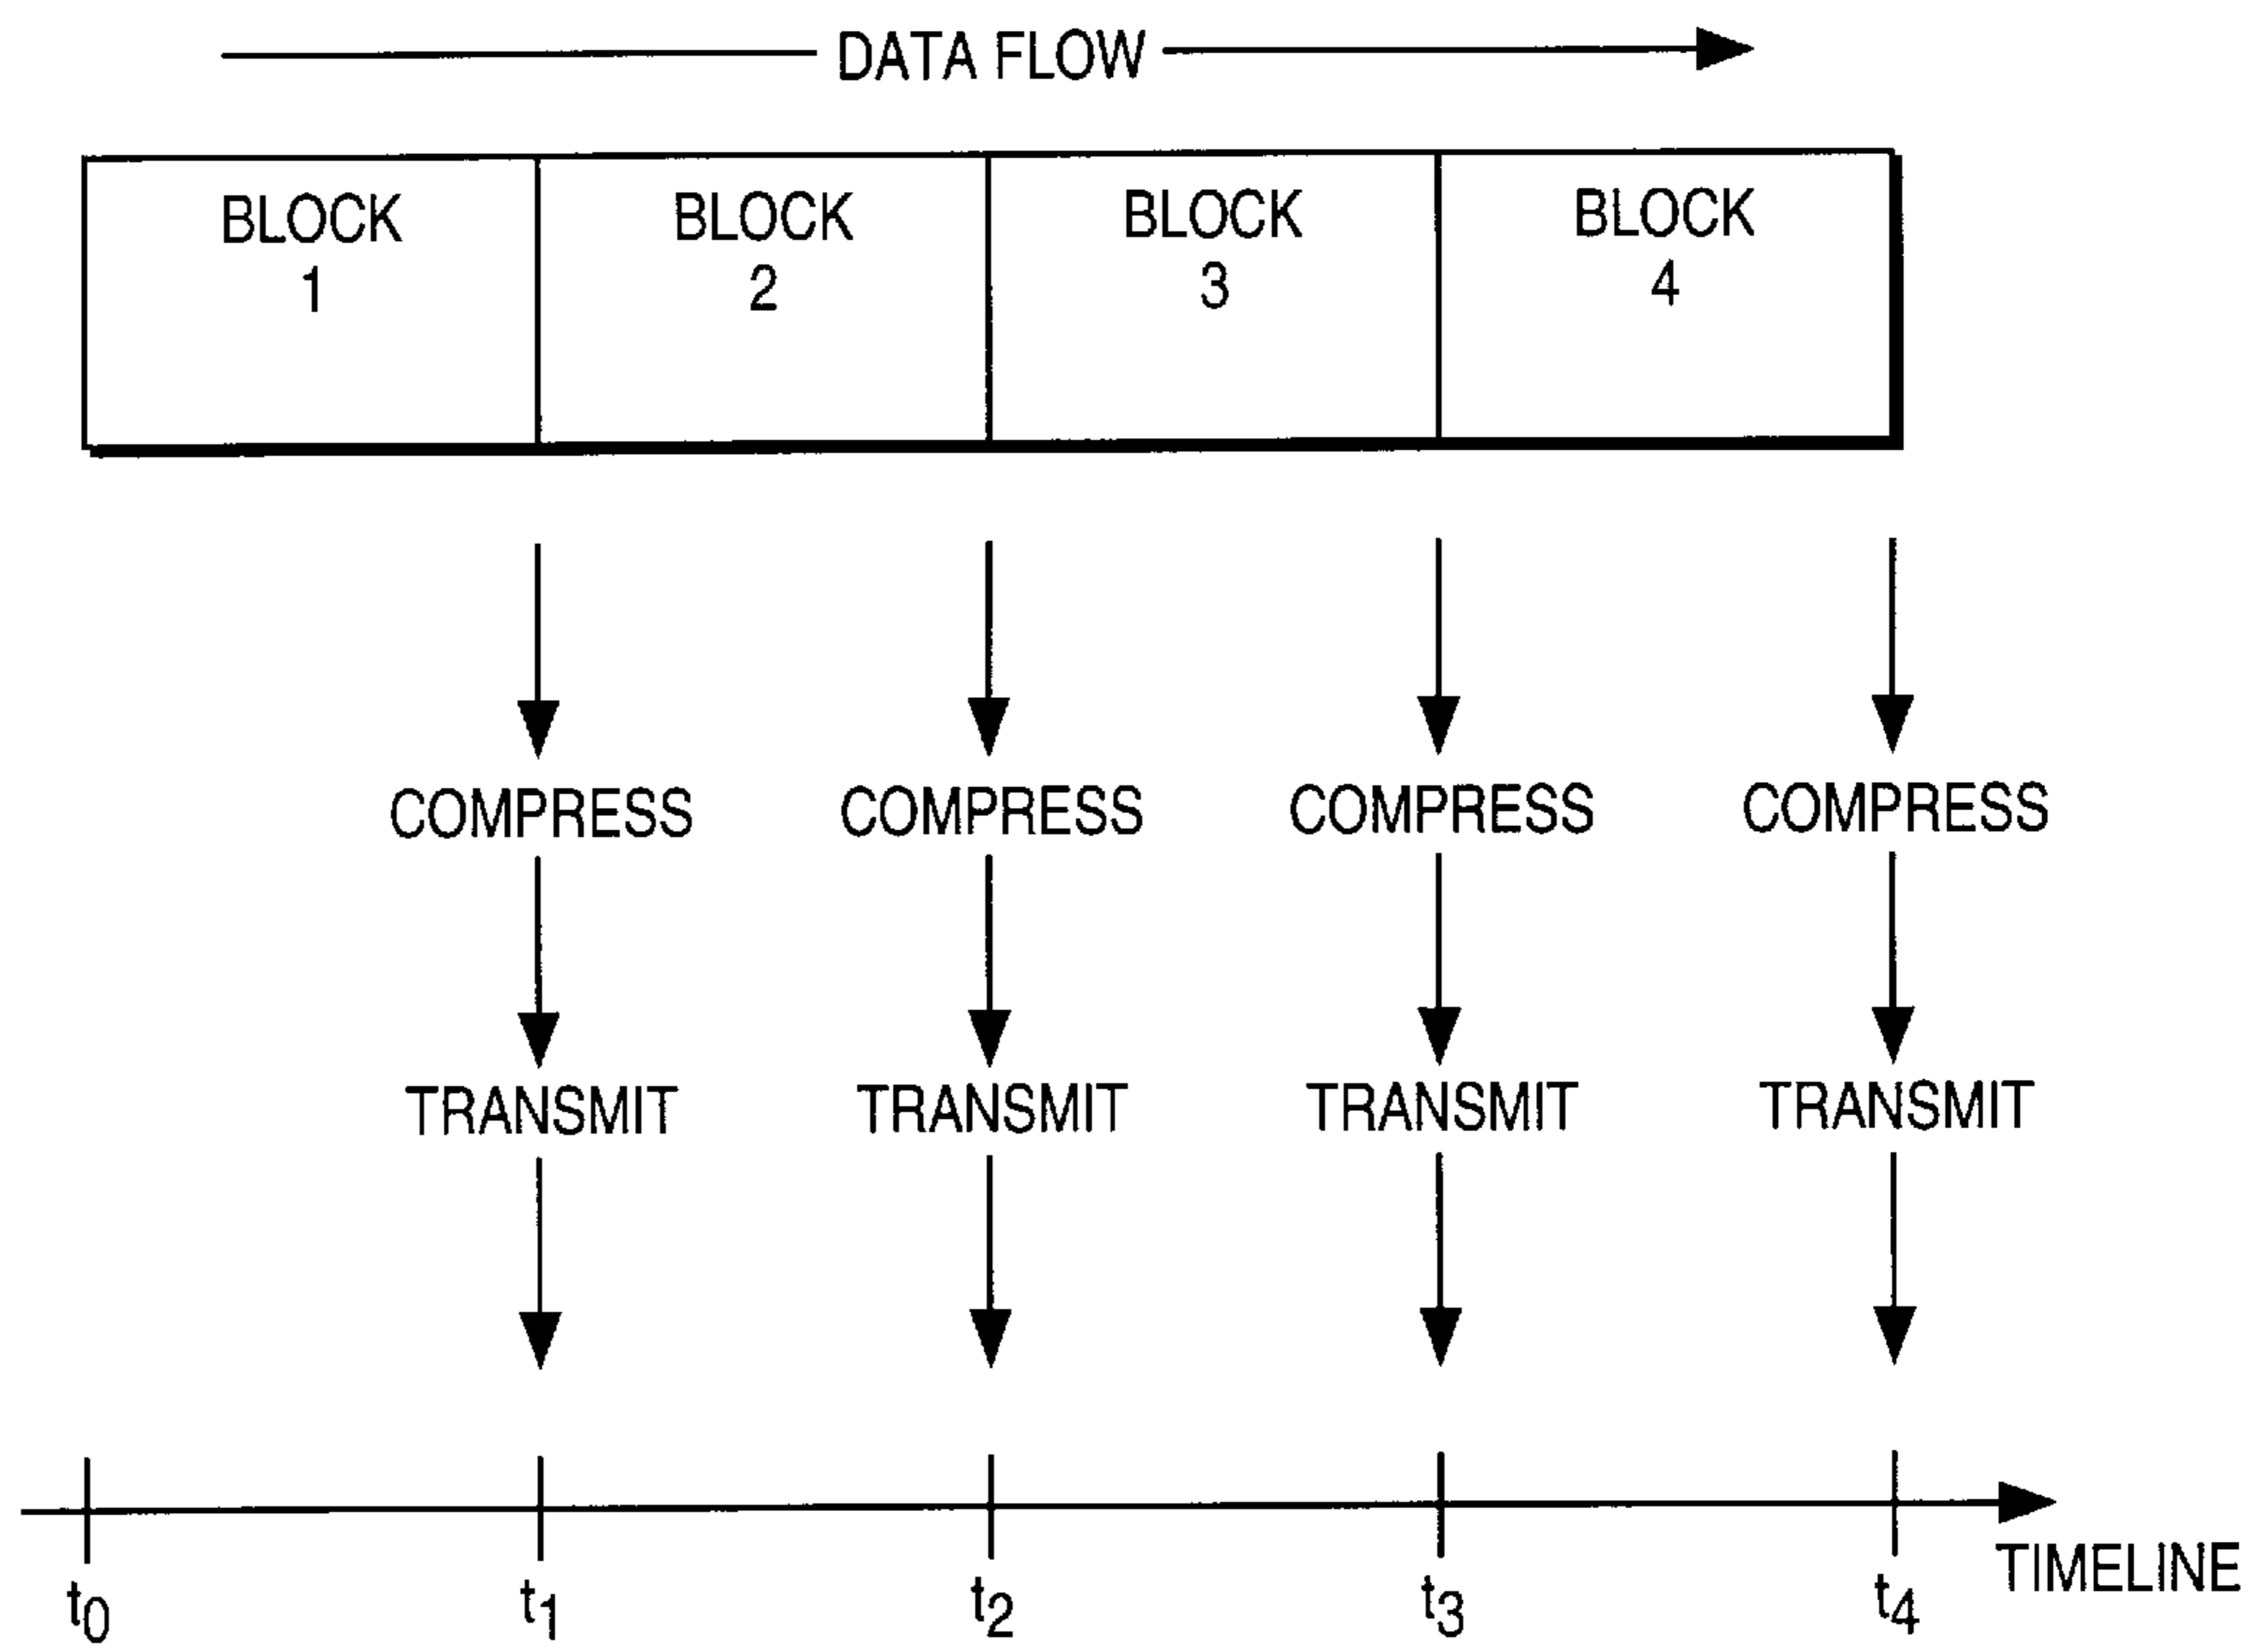 DATA FLOW
BLOCK 1
BLOCK 2
BLOCK 3
BLOCK 4
COMPRESS COMPRESS COMPRESS COMPRESS
TRANSMIT TRANSMIT TRANSMIT TRANSMIT
t0 t1 t2 t3 t4 TIMELINE